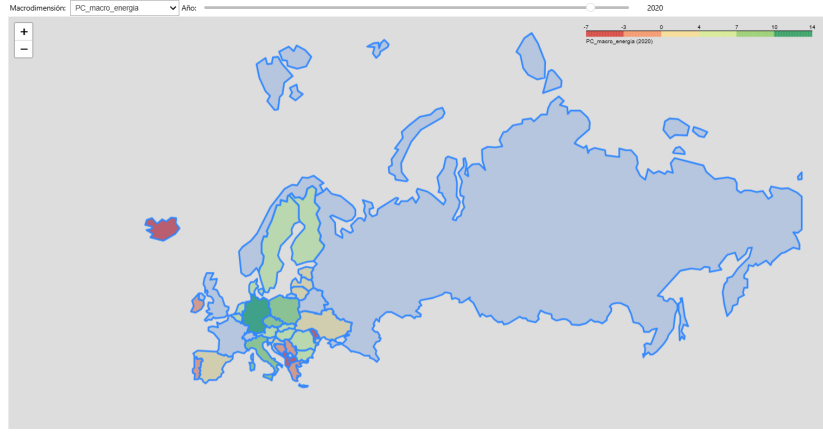 Macrodimensión: PC_macro_energia Año: 2020
+
−
-7 -3 0 4 7 10 14
PC_macro_energia (2020)